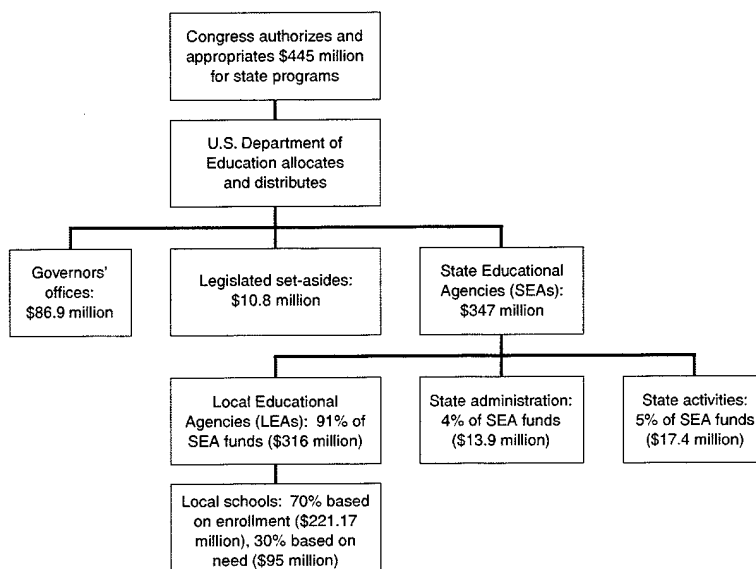 Congress authorizes and
appropriates $445 million
for state programs
U.S. Department of
Education allocates
and distributes
Governors'
offices:
$86.9 million
Legislated set-asides:
$10.8 million
State Educational
Agencies (SEAs):
$347 million
Local Educational
Agencies (LEAs): 91% of
SEA funds ($316 million)
State administration:
4% of SEA funds
($13.9 million)
State activities:
5% of SEA funds
($17.4 million)
Local schools: 70% based
on enrollment ($221.17
million), 30% based on
need ($95 million)